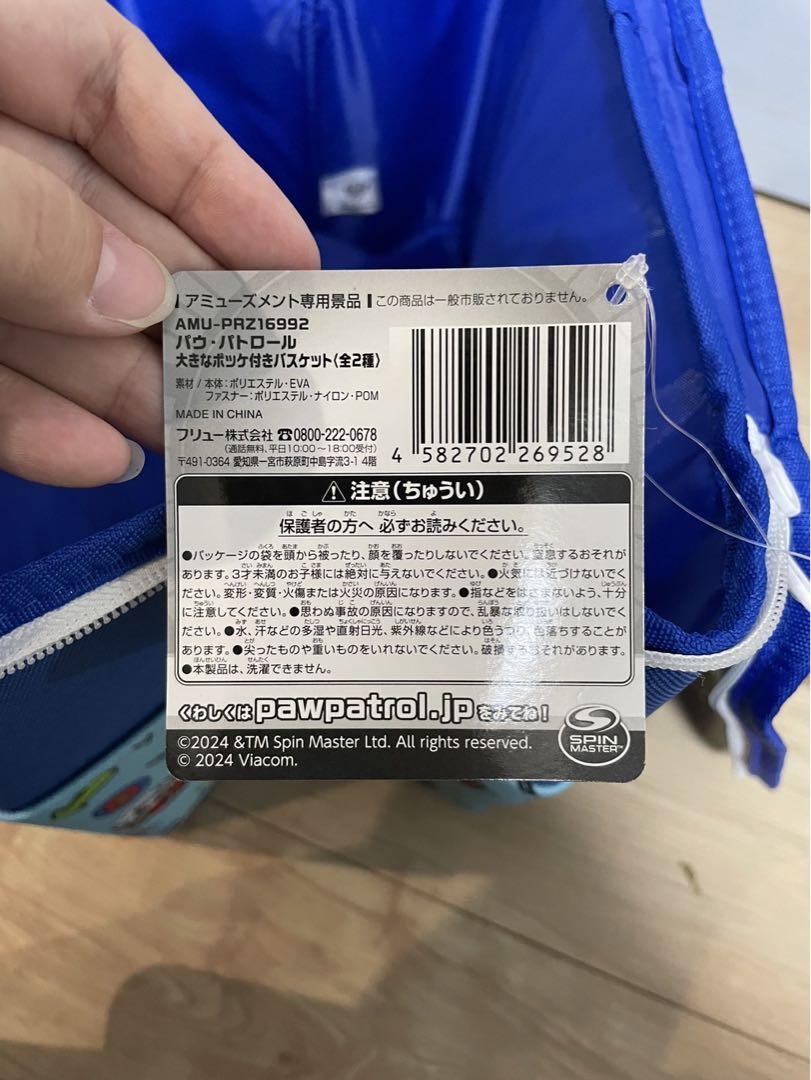 アミューズメント専用景品 この商品は一般市販されておりません。
AMU-PRZ16992
パウ・パトロール
大きなポッケ付きバスケット〈全2種〉
素材/本体:ポリエステル・EVA
ファスナー:ポリエステル・ナイロン・POM
MADE IN CHINA
フリュー株式会社 ☎0800-222-0678
(通話無料、平日10:00~18:00受付)
〒491-0364 愛知県一宮市萩原町中島字流3-1 4階
4 582702 269528
⚠注意(ちゅうい)
保護者の方へ 必ずお読みください。
●パッケージの袋を頭から被ったり、顔を覆ったりしないでください。窒息するおそれが
あります。3才未満のお子様には絶対に与えないでください。●火気には近づけないでく
ださい。変形・変質・火傷または火災の原因になります。●指などをはさまないよう、十分
に注意してください。●思わぬ事故の原因になりますので、乱暴な取り扱いはしないでく
ださい。●水、汗などの多湿や直射日光、紫外線などにより色うつり、色落ちすることが
あります。●尖ったものや重いものをいれないでください。破損するおそれがあります。
●本製品は、洗濯できません。
くわしくは pawpatrol.jp をみてね!
©2024 &TM Spin Master Ltd. All rights reserved.
© 2024 Viacom.
SPIN
MASTER™